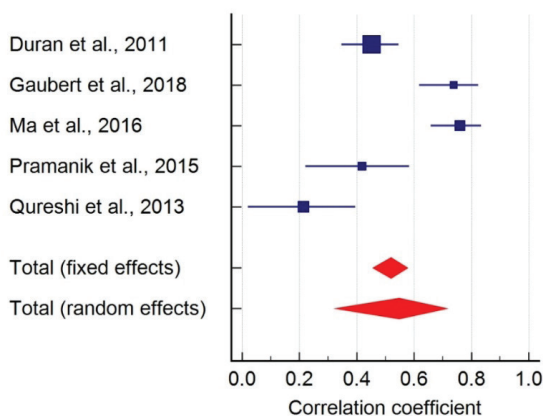 Duran et al., 2011
Gaubert et al., 2018
Ma et al., 2016
Pramanik et al., 2015
Qureshi et al., 2013
Total (fixed effects)
Total (random effects)
0.0 0.2 0.4 0.6 0.8 1.0
Correlation coefficient